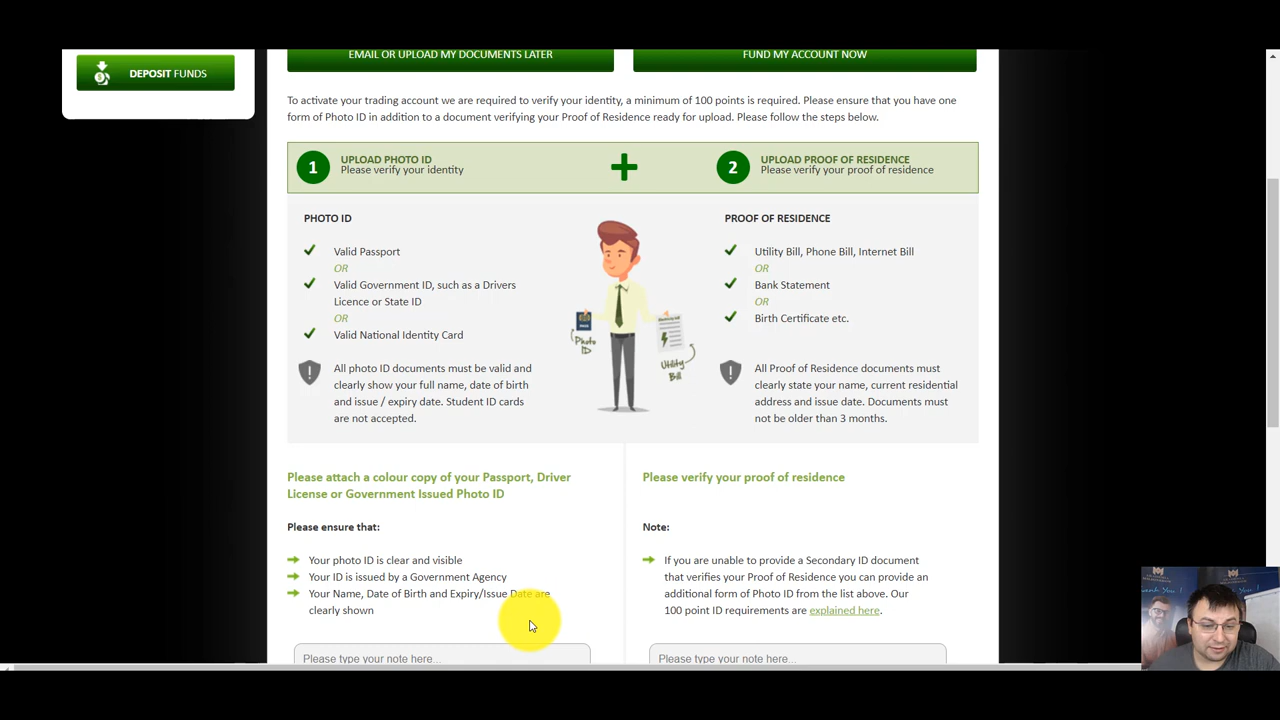 DEPOSIT FUNDS
EMAIL OR UPLOAD MY DOCUMENTS LATER
FUND MY ACCOUNT NOW
To activate your trading account we are required to verify your identity, a minimum of 100 points is required. Please ensure that you have one
form of Photo ID in addition to a document verifying your Proof of Residence ready for upload. Please follow the steps below.
1
UPLOAD PHOTO ID
Please verify your identity
2
UPLOAD PROOF OF RESIDENCE
Please verify your proof of residence
PHOTO ID
Valid Passport
OR
Valid Government ID, such as a Drivers
Licence or State ID
OR
Valid National Identity Card
All photo ID documents must be valid and
clearly show your full name, date of birth
and issue / expiry date. Student ID cards
are not accepted.
Photo
ID
Electricity Bill
Utility
Bill
PROOF OF RESIDENCE
Utility Bill, Phone Bill, Internet Bill
OR
Bank Statement
OR
Birth Certificate etc.
All Proof of Residence documents must
clearly state your name, current residential
address and issue date. Documents must
not be older than 3 months.
Please attach a colour copy of your Passport, Driver
License or Government Issued Photo ID
Please ensure that:
Your photo ID is clear and visible
Your ID is issued by a Government Agency
Your Name, Date of Birth and Expiry/Issue Date are
clearly shown
Please type your note here...
Please verify your proof of residence
Note:
If you are unable to provide a Secondary ID document
that verifies your Proof of Residence you can provide an
additional form of Photo ID from the list above. Our
100 point ID requirements are explained here.
Please type your note here...